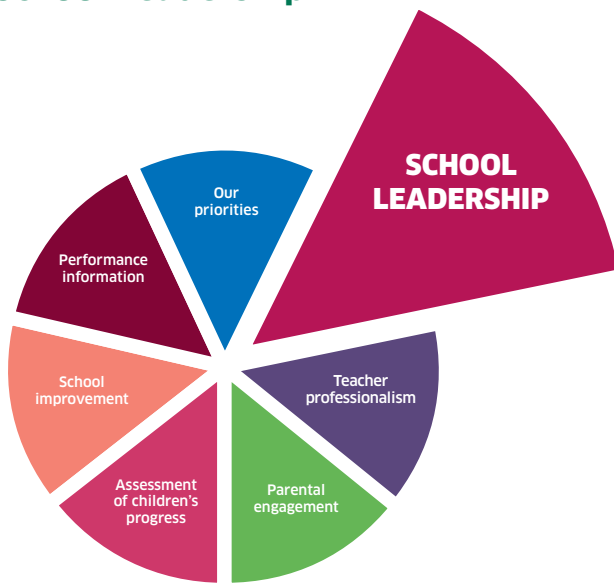 SCHOOL
LEADERSHIP
Our
priorities
Performance
information
School
improvement
Assessment
of children's
progress
Parental
engagement
Teacher
professionalism